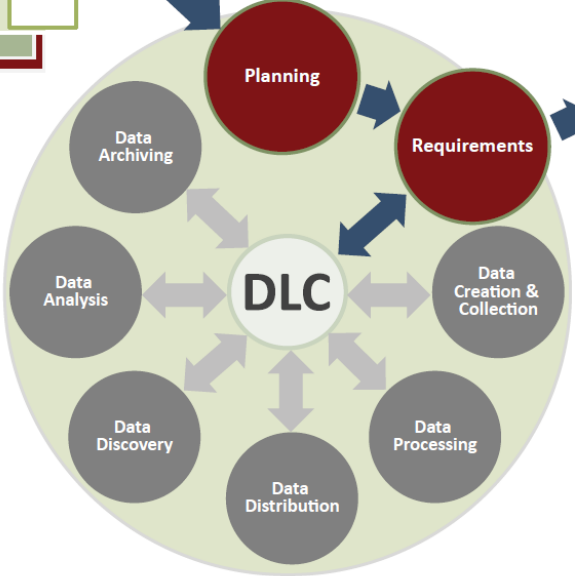 Planning
Requirements
Data
Creation &
Collection
Data
Processing
Data
Distribution
Data
Discovery
Data
Analysis
Data
Archiving
DLC